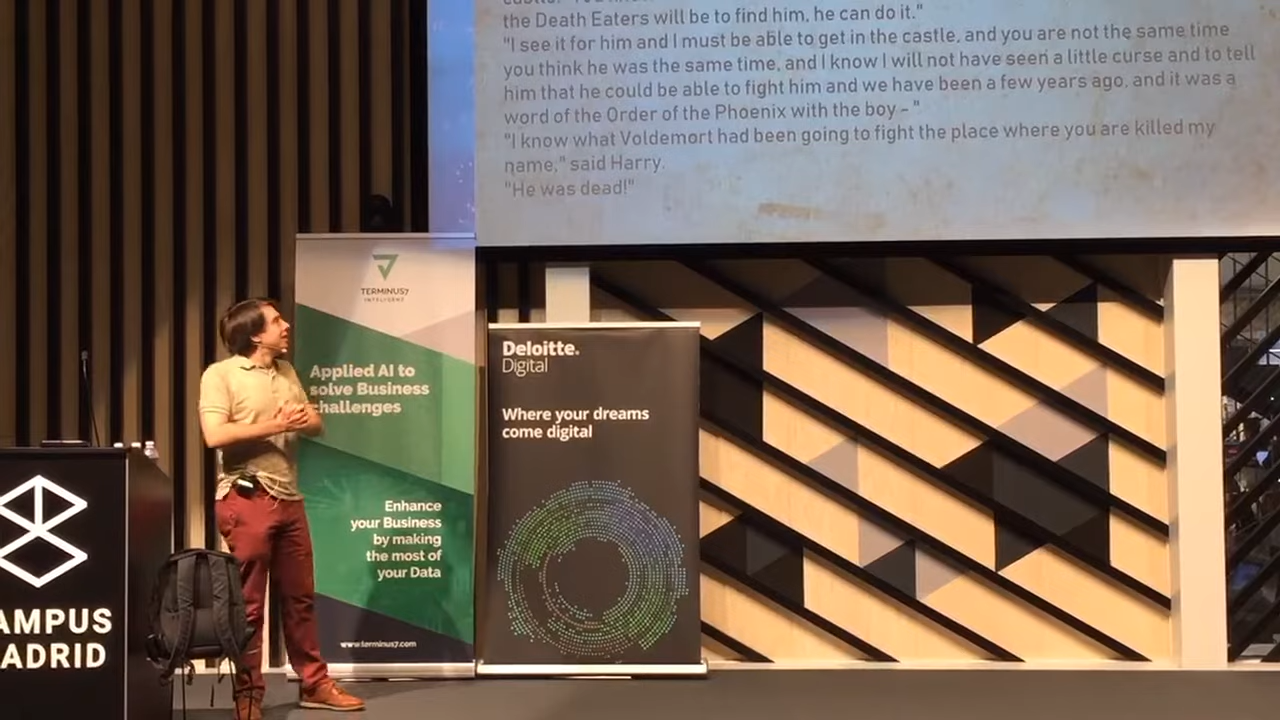 the Death Eaters will be to find him, he can do it."
"I see it for him and I must be able to get in the castle, and you are not the same time
you think he was the same time, and I know I will not have seen a little curse and to tell
him that he could be able to fight him and we have been a few years ago, and it was a
word of the Order of the Phoenix with the boy - "
"I know what Voldemort had been going to fight the place where you are killed my
name," said Harry.
"He was dead!"
TERMINUS7
INTELYGENZ
Applied AI to
solve Business
challenges
Enhance
your Business
by making
the most of
your Data
www.terminus7.com
Deloitte.
Digital
Where your dreams
come digital
AMPUS
ADRID